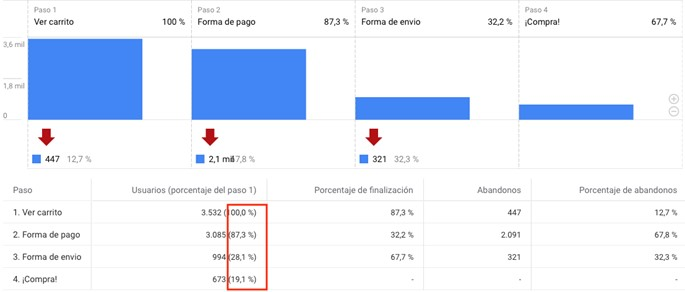 Paso 1 Paso 2 Paso 3 Paso 4
Ver carrito 100 % Forma de pago 87,3 % Forma de envio 32,2 % ¡Compra! 67,7 %
3,6 mil
1,8 mil
0
447 12,7 % 2,1 mil 67,8 % 321 32,3 %
Paso Usuarios (porcentaje del paso 1) Porcentaje de finalización Abandonos Porcentaje de abandonos
1. Ver carrito 3.532 (100,0 %) 87,3 % 447 12,7 %
2. Forma de pago 3.085 (87,3 %) 32,2 % 2.091 67,8 %
3. Forma de envio 994 (28,1 %) 67,7 % 321 32,3 %
4. ¡Compra! 673 (19,1 %) - - -